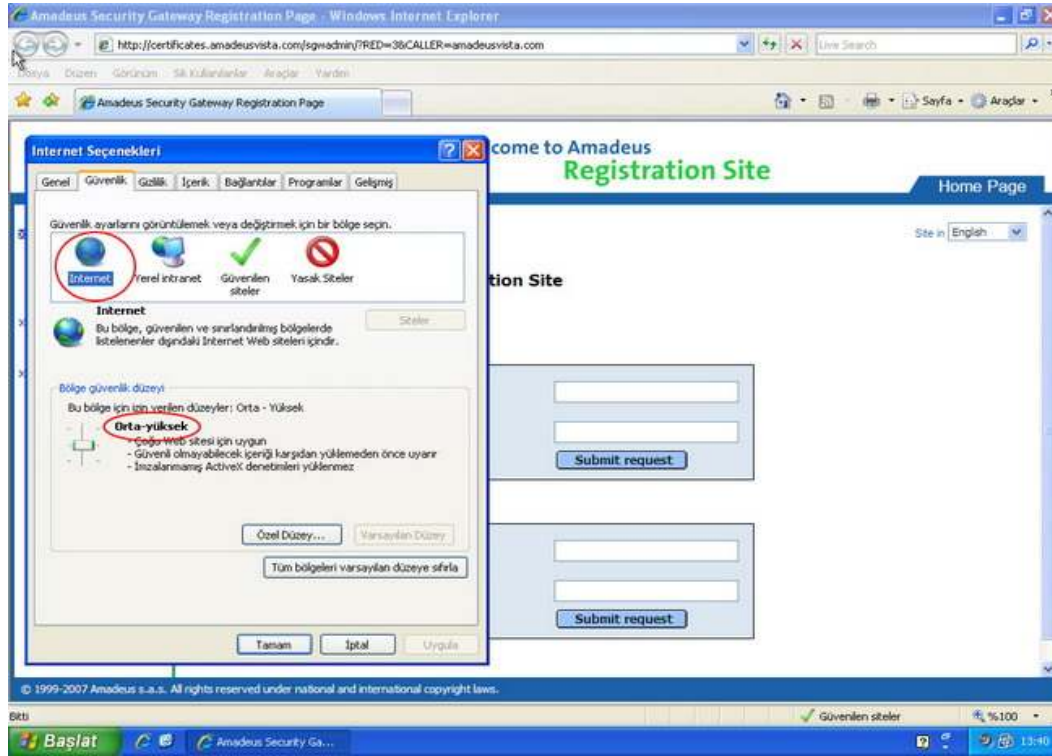 Amadeus Security Gateway Registration Page - Windows Internet Explorer
http://certificates.amadeusvista.com/sgwadmin/?RED=3&CALLER=amadeusvista.com
Live Search
Dosya Düzen Görünüm Sık Kullanılanlar Araçlar Yardım
Amadeus Security Gateway Registration Page
Sayfa
Araçlar
come to Amadeus
Registration Site
Home Page
Site in English
tion Site
Submit request
Submit request
Internet Seçenekleri
Genel Güvenlik Gizlilik İçerik Bağlantılar Programlar Gelişmiş
Güvenlik ayarlarını görüntülemek veya değiştirmek için bir bölge seçin.
Internet
Yerel intranet
Güvenilen siteler
Yasak Siteler
Internet
Siteler
Bu bölge, güvenilen ve sınırlandırılmış bölgelerde
listelenenler dışındaki Internet Web siteleri içindir.
Bölge güvenlik düzeyi
Bu bölge için izin verilen düzeyler: Orta - Yüksek
Orta-yüksek
- Çoğu Web sitesi için uygun
- Güvenli olmayabilecek içeriği karşıdan yüklemeden önce uyarır
- İmzalanmamış ActiveX denetimleri yüklenmez
Özel Düzey...
Varsayılan Düzey
Tüm bölgeleri varsayılan düzeye sıfırla
Tamam
İptal
Uygula
© 1999-2007 Amadeus s.a.s. All rights reserved under national and international copyright laws.
Bitti
Güvenilen siteler
%100
Başlat
Amadeus Security Ga...
13:40